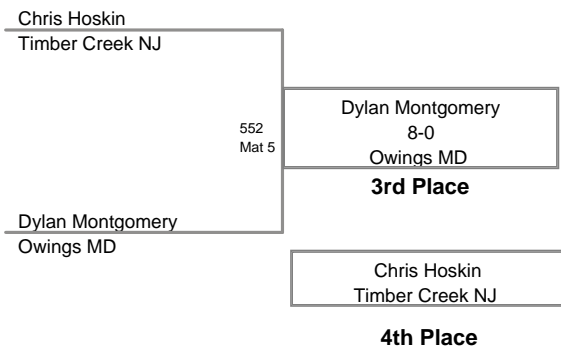 Chris Hoskin
Timber Creek NJ
552
Mat 5
Dylan Montgomery
8-0
Owings MD
3rd Place
Dylan Montgomery
Owings MD
Chris Hoskin
Timber Creek NJ
4th Place